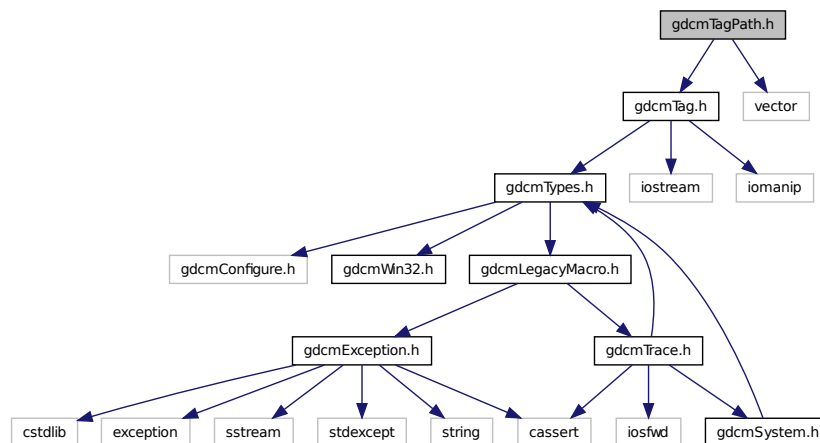 gdcmTagPath.h
gdcmTag.h
vector
gdcmTypes.h
iostream
iomanip
gdcmConfigure.h
gdcmWin32.h
gdcmLegacyMacro.h
gdcmException.h
gdcmTrace.h
cstdlib
exception
sstream
stdexcept
string
cassert
iosfwd
gdcmSystem.h